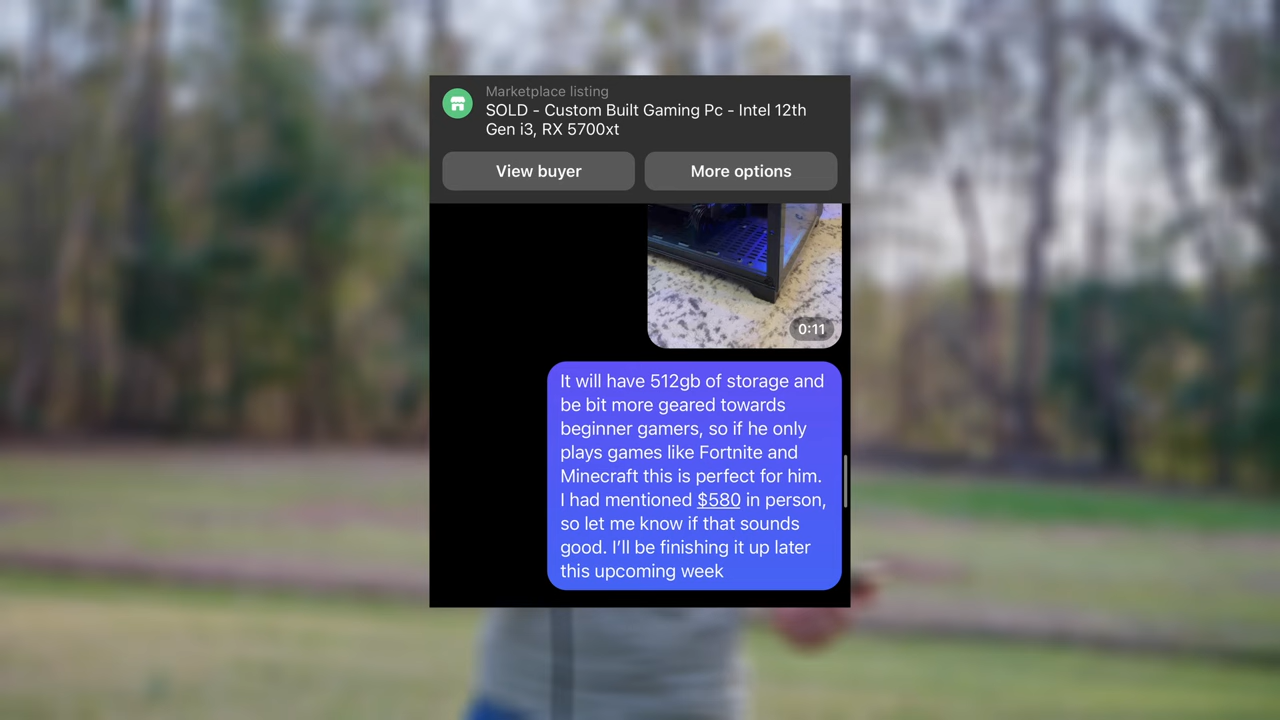 Marketplace listing
SOLD - Custom Built Gaming Pc - Intel 12th
Gen i3, RX 5700xt
View buyer
More options
0:11
It will have 512gb of storage and
be bit more geared towards
beginner gamers, so if he only
plays games like Fortnite and
Minecraft this is perfect for him.
I had mentioned $580 in person,
so let me know if that sounds
good. I’ll be finishing it up later
this upcoming week